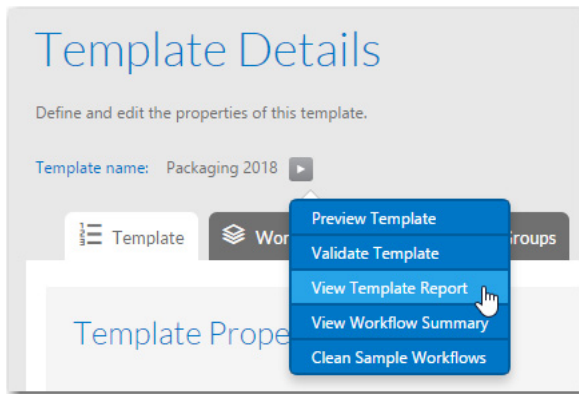 Template Details
Define and edit the properties of this template.
Template name: Packaging 2018
Template Wor Groups
Preview Template
Validate Template
View Template Report
View Workflow Summary
Clean Sample Workflows
Template Prope